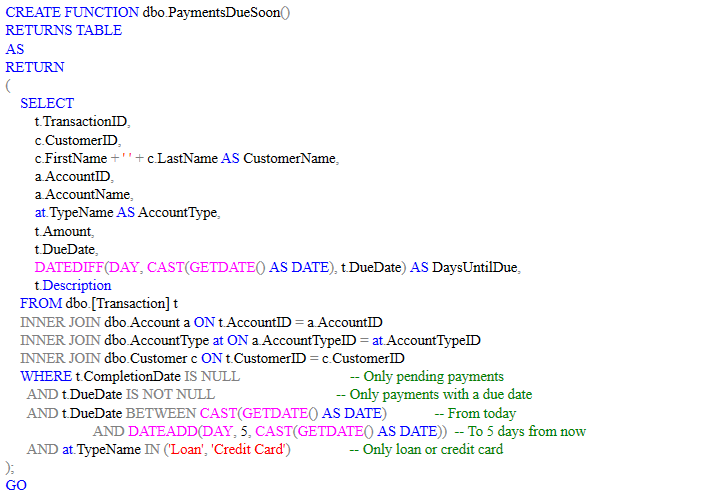 CREATE FUNCTION dbo.PaymentsDueSoon()
RETURNS TABLE
AS
RETURN
(
SELECT
t.TransactionID,
c.CustomerID,
c.FirstName + ' ' + c.LastName AS CustomerName,
a.AccountID,
a.AccountName,
at.TypeName AS AccountType,
t.Amount,
t.DueDate,
DATEDIFF(DAY, CAST(GETDATE() AS DATE), t.DueDate) AS DaysUntilDue,
t.Description
FROM dbo.[Transaction] t
INNER JOIN dbo.Account a ON t.AccountID = a.AccountID
INNER JOIN dbo.AccountType at ON a.AccountTypeID = at.AccountTypeID
INNER JOIN dbo.Customer c ON t.CustomerID = c.CustomerID
WHERE t.CompletionDate IS NULL -- Only pending payments
AND t.DueDate IS NOT NULL -- Only payments with a due date
AND t.DueDate BETWEEN CAST(GETDATE() AS DATE) -- From today
AND DATEADD(DAY, 5, CAST(GETDATE() AS DATE)) -- To 5 days from now
AND at.TypeName IN ('Loan', 'Credit Card') -- Only loan or credit card
);
GO